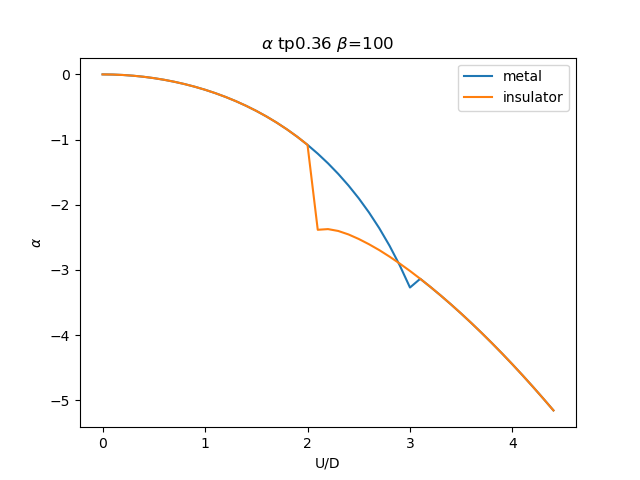 α tp0.36 β=100
metal
insulator
0
−1
−2
−3
−4
−5
α
0 1 2 3 4
U/D